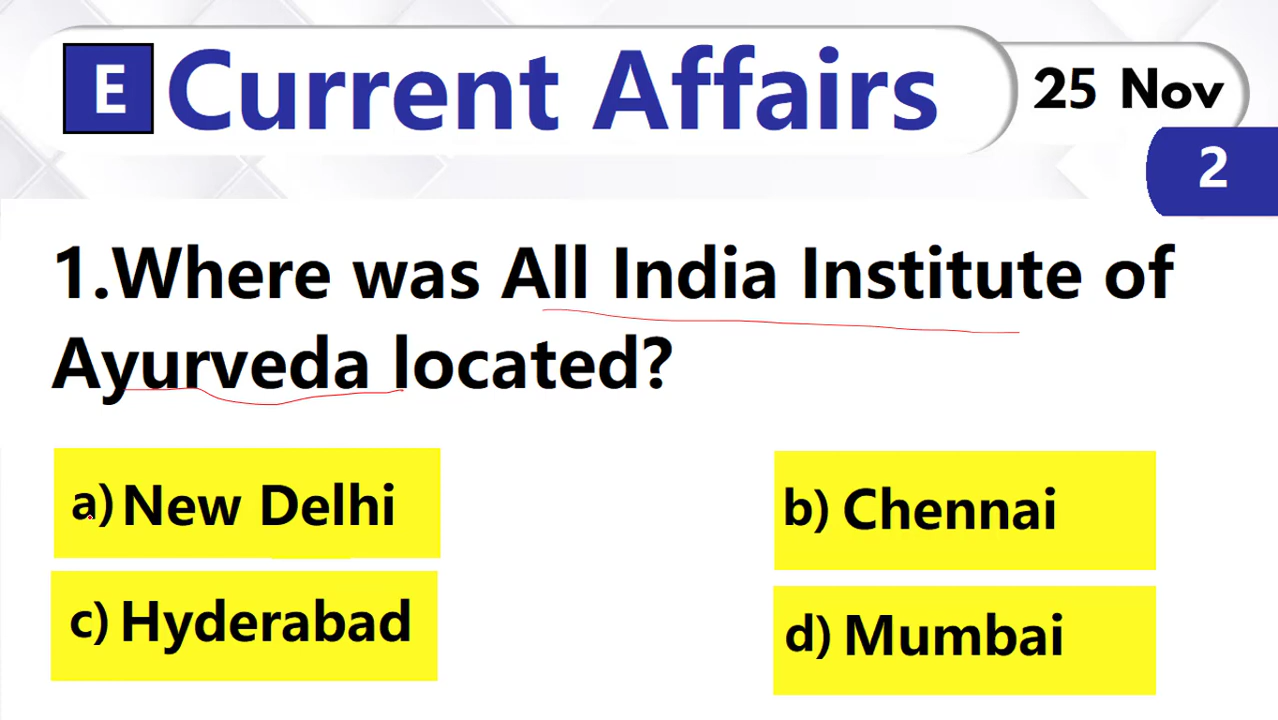 E Current Affairs
25 Nov
2
1.Where was All India Institute of
Ayurveda located?
a) New Delhi
b) Chennai
c) Hyderabad
d) Mumbai